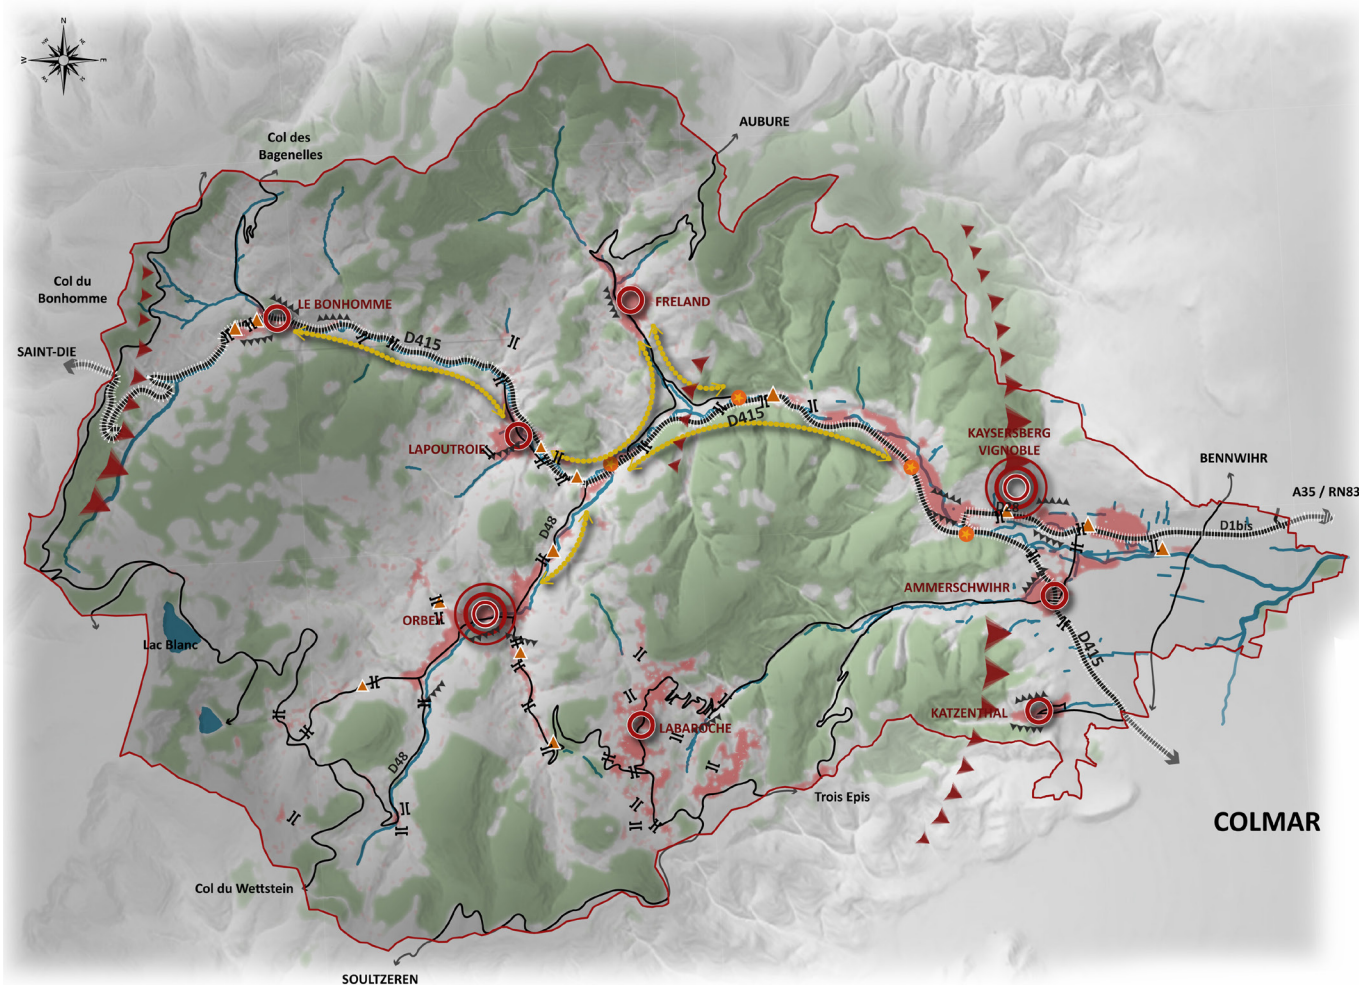 N
W
E
AUBURE
Col des
Bagenelles
Col du
Bonhomme
LE BONHOMME
FRELAND
SAINT-DIE
D415
D415
LAPOUTROIE
KAYSERSBERG
VIGNOBLE
BENNWIHR
A35 / RN83
D28
D1bis
D48
AMMERSCHWIHR
ORBEY
Lac Blanc
D415
KATZENTHAL
LABAROCHE
D48
Trois Epis
COLMAR
Col du Wettstein
SOULTZEREN